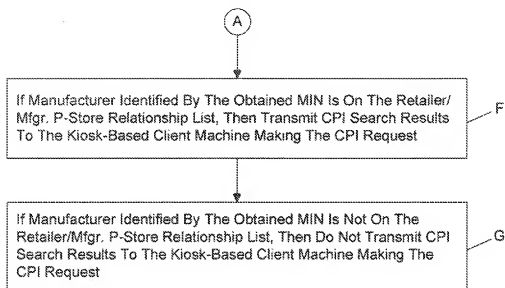 A
If Manufacturer Identified By The Obtained MIN Is On The Retailer/
Mfgr. P-Store Relationship List, Then Transmit CPI Search Results
To The Kiosk-Based Client Machine Making The CPI Request
F
If Manufacturer Identified By The Obtained MIN Is Not On The
Retailer/Mfgr. P-Store Relationship List, Then Do Not Transmit CPI
Search Results To The Kiosk-Based Client Machine Making The
CPI Request
G